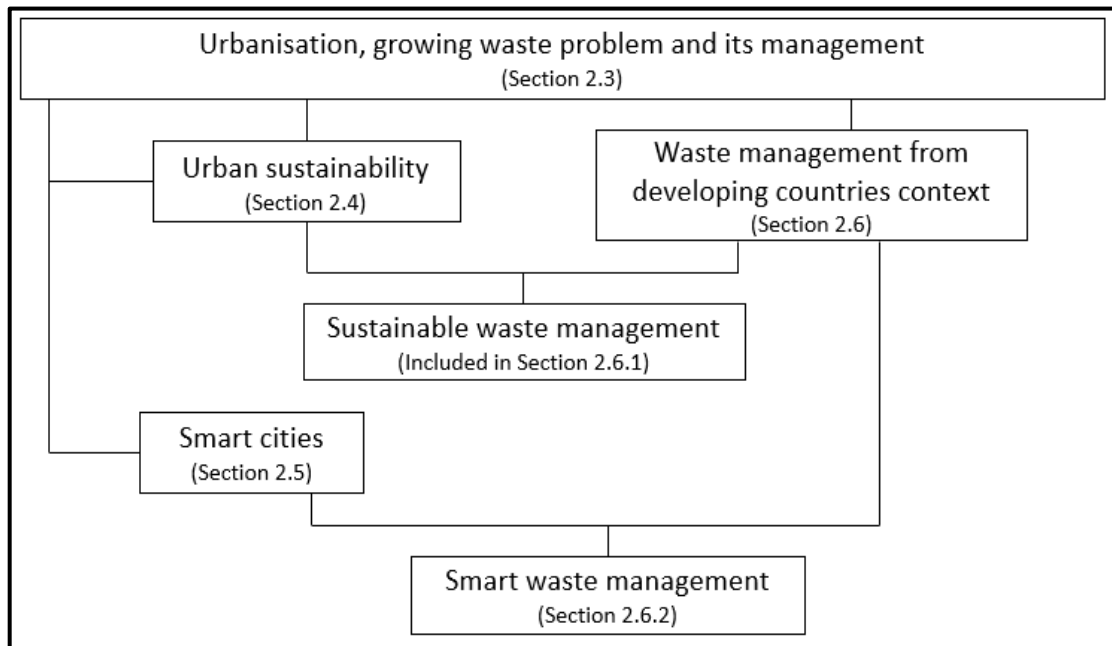 Urbanisation, growing waste problem and its management
(Section 2.3)
Urban sustainability
(Section 2.4)
Waste management from
developing countries context
(Section 2.6)
Sustainable waste management
(Included in Section 2.6.1)
Smart cities
(Section 2.5)
Smart waste management
(Section 2.6.2)